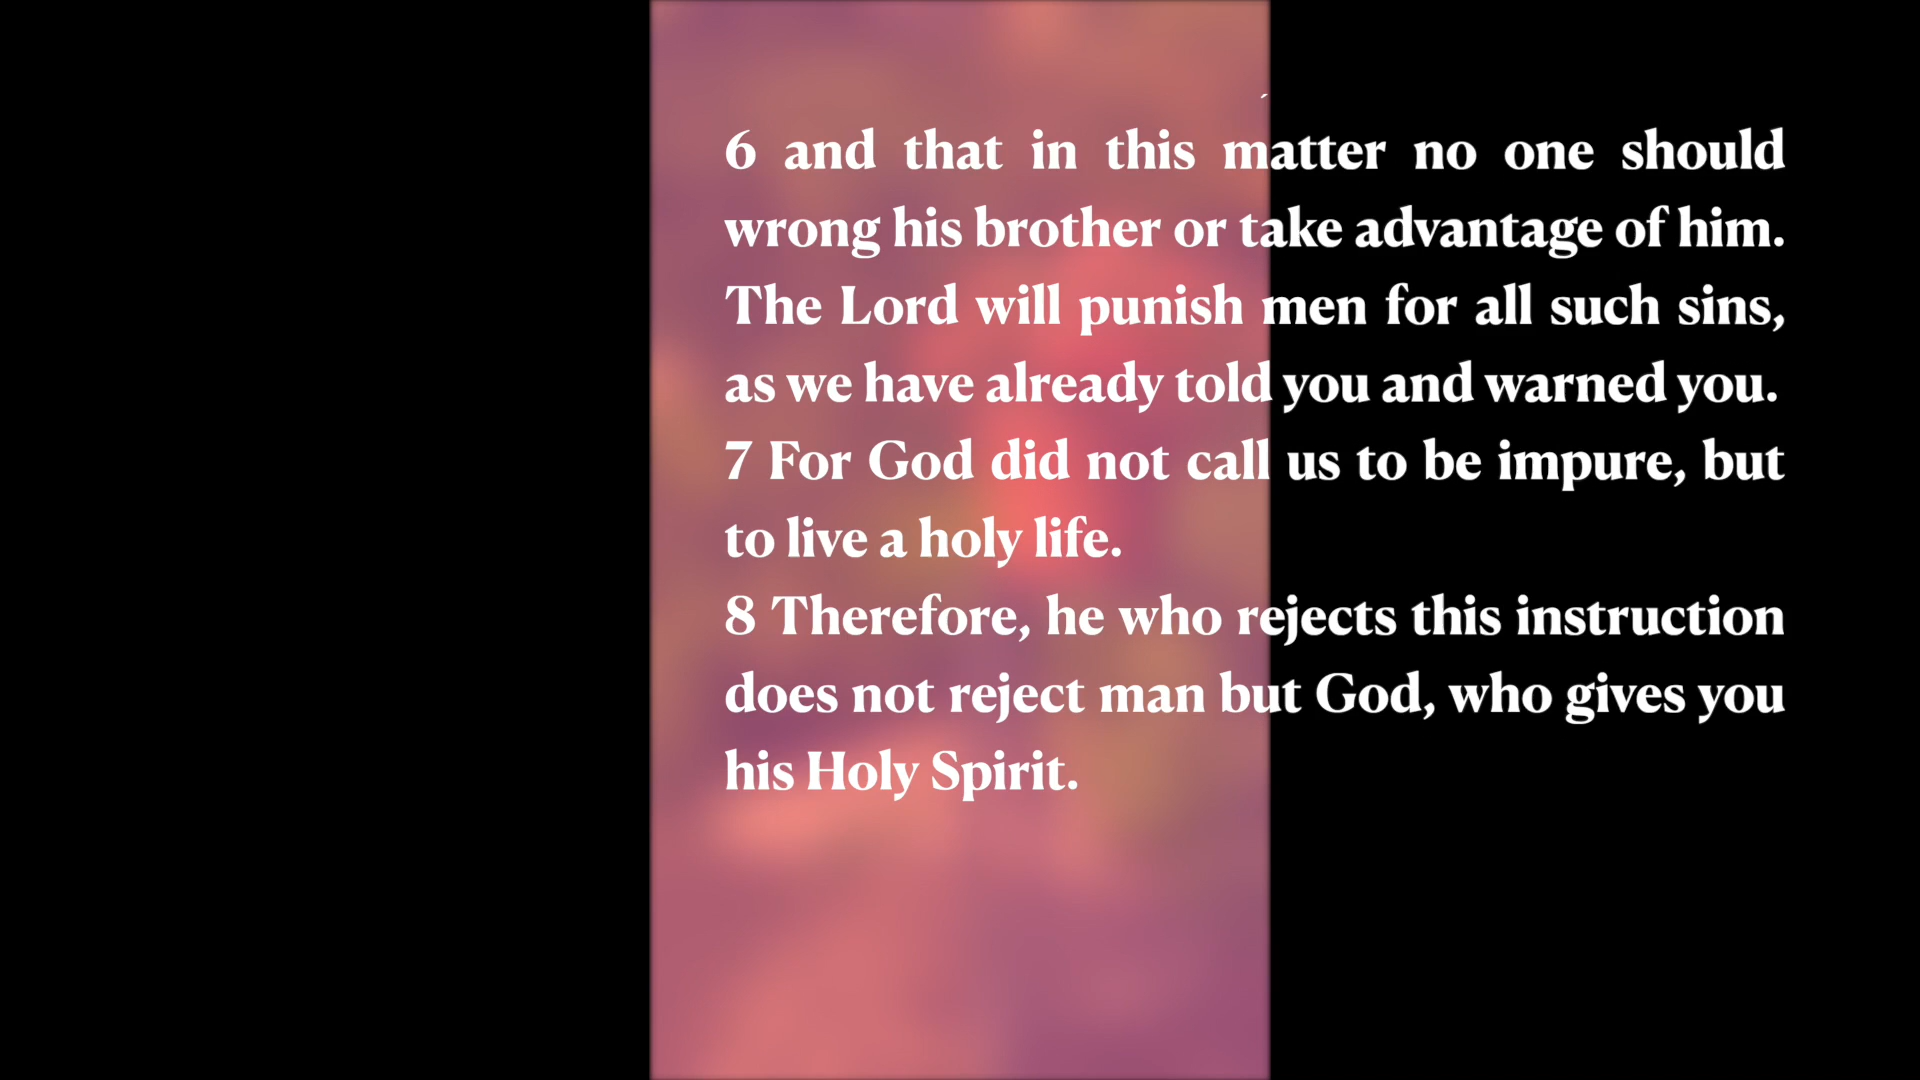 6 and that in this matter no one should
wrong his brother or take advantage of him.
The Lord will punish men for all such sins,
as we have already told you and warned you.
7 For God did not call us to be impure, but
to live a holy life.
8 Therefore, he who rejects this instruction
does not reject man but God, who gives you
his Holy Spirit.